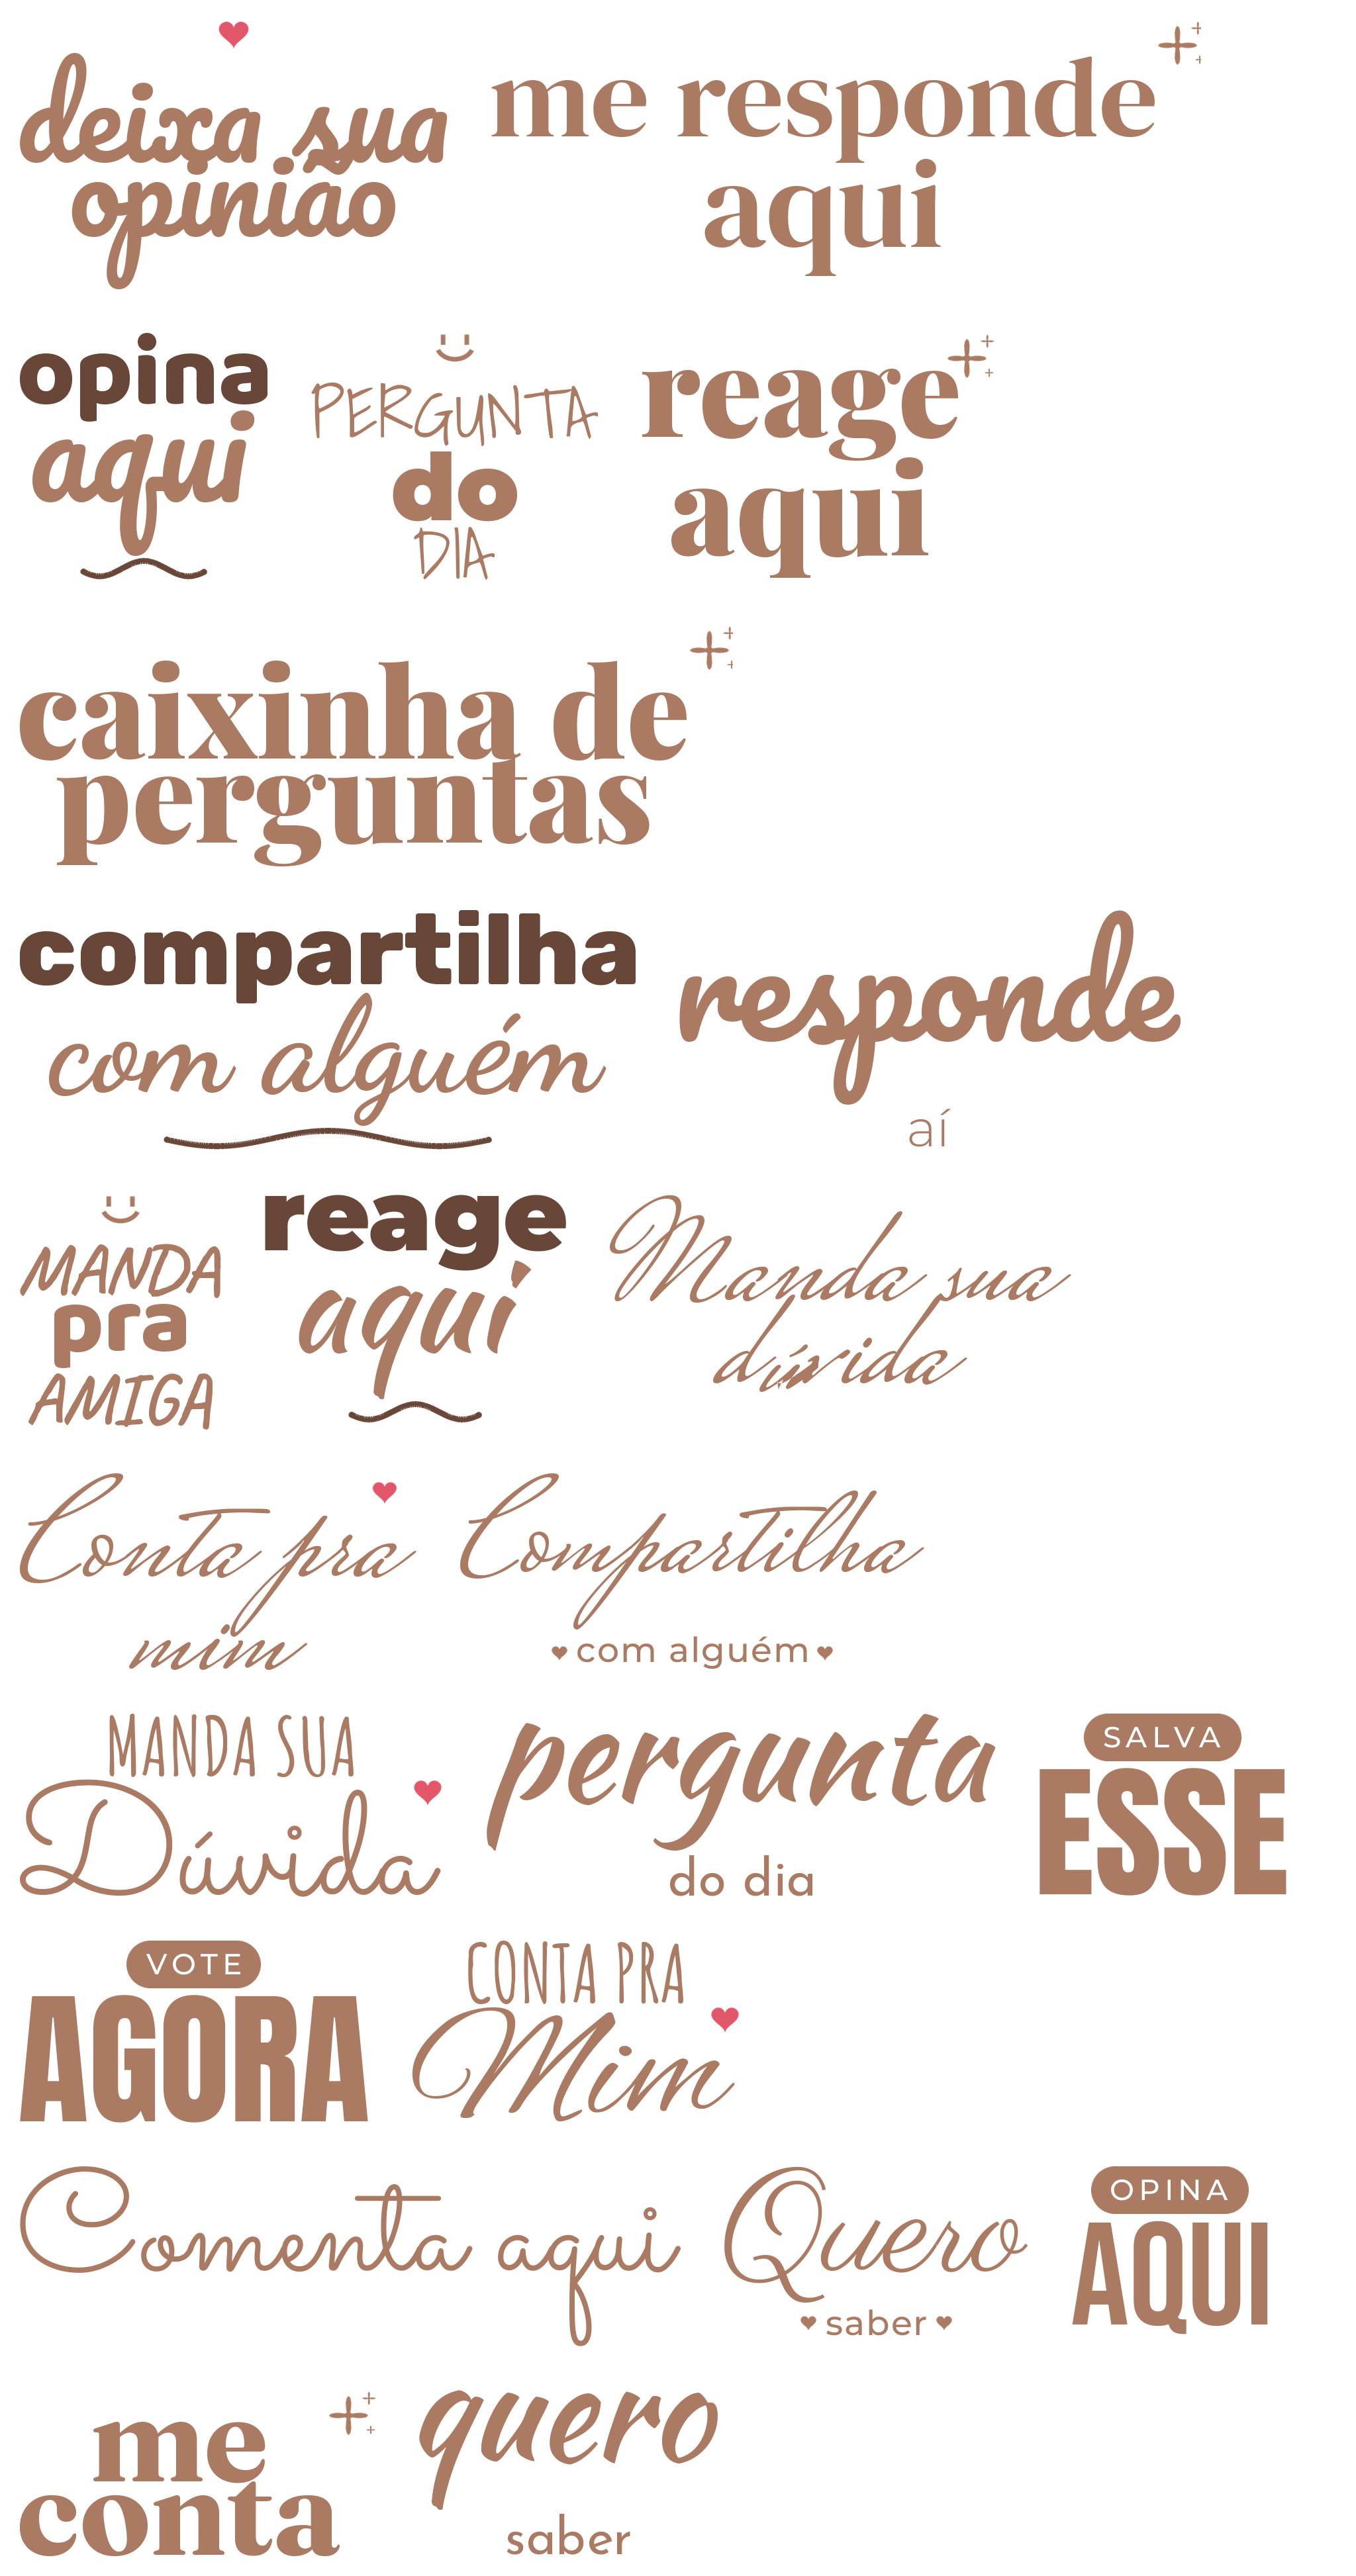 deixa sua
opinião
me responde
aqui
opina
aqui
PERGUNTA
do
DIA
reage
aqui
caixinha de
perguntas
compartilha
com alguém
responde
aí
MANDA
pra
AMIGA
reage
aqui
Manda sua
dúvida
Conta pra
mim
Compartilha
com alguém
MANDA SUA
Dúvida
pergunta
do dia
SALVA
ESSE
VOTE
AGORA
CONTA PRA
Mim
Comenta aqui
Quero
saber
OPINA
AQUI
me
conta
quero
saber